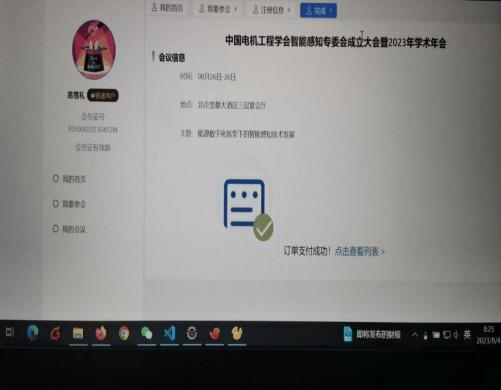 我的首页 我要参会 × 注册信息 × 完成 ×
中国电机工程学会智能感知专委会成立大会暨2023年学术年会
会议信息
时间: 08月26日-26日
地点: 北京世都大酒店三层宴会厅
主题: 能源数字化转型下的智能感知技术发展
高雪礼 普通用户
会员证号
E0500020230412M
会员证有效期
我的首页
我要参会
我的会议
订单支付成功! 点击查看列表 >
即将发布的财报 英 8:25
2023/8/4